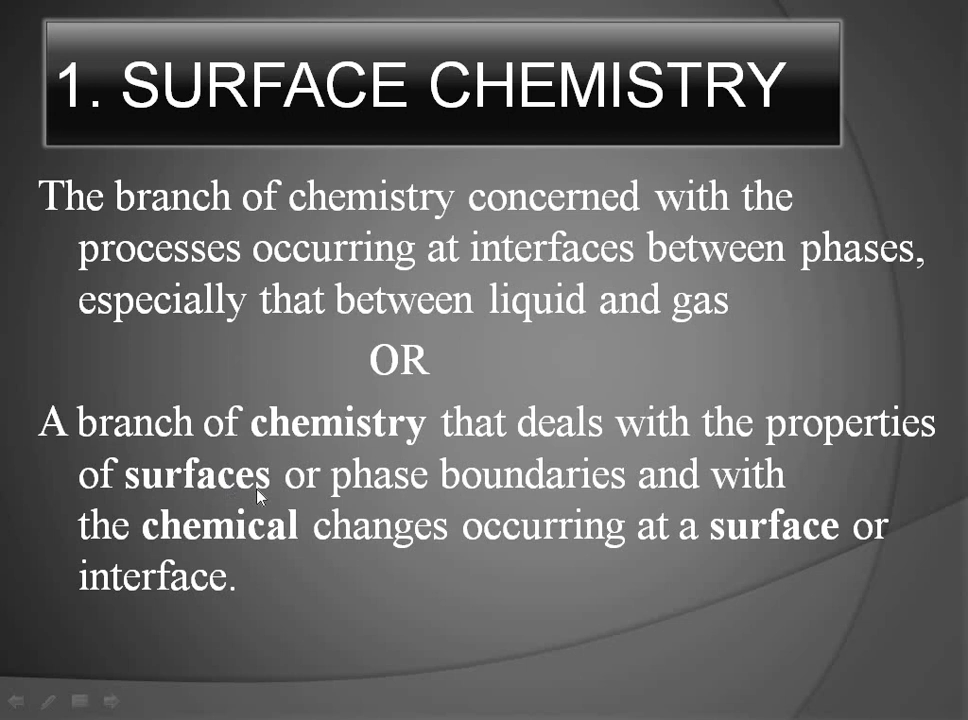 1. SURFACE CHEMISTRY
The branch of chemistry concerned with the
processes occurring at interfaces between phases,
especially that between liquid and gas
OR
A branch of chemistry that deals with the properties
of surfaces or phase boundaries and with
the chemical changes occurring at a surface or
interface.